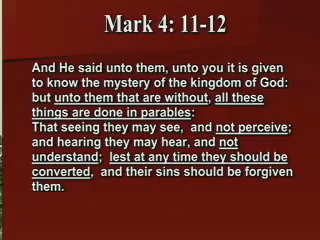 Mark 4: 11-12
And He said unto them, unto you it is given
to know the mystery of the kingdom of God:
but unto them that are without, all these
things are done in parables:
That seeing they may see, and not perceive;
and hearing they may hear, and not
understand; lest at any time they should be
converted, and their sins should be forgiven
them.